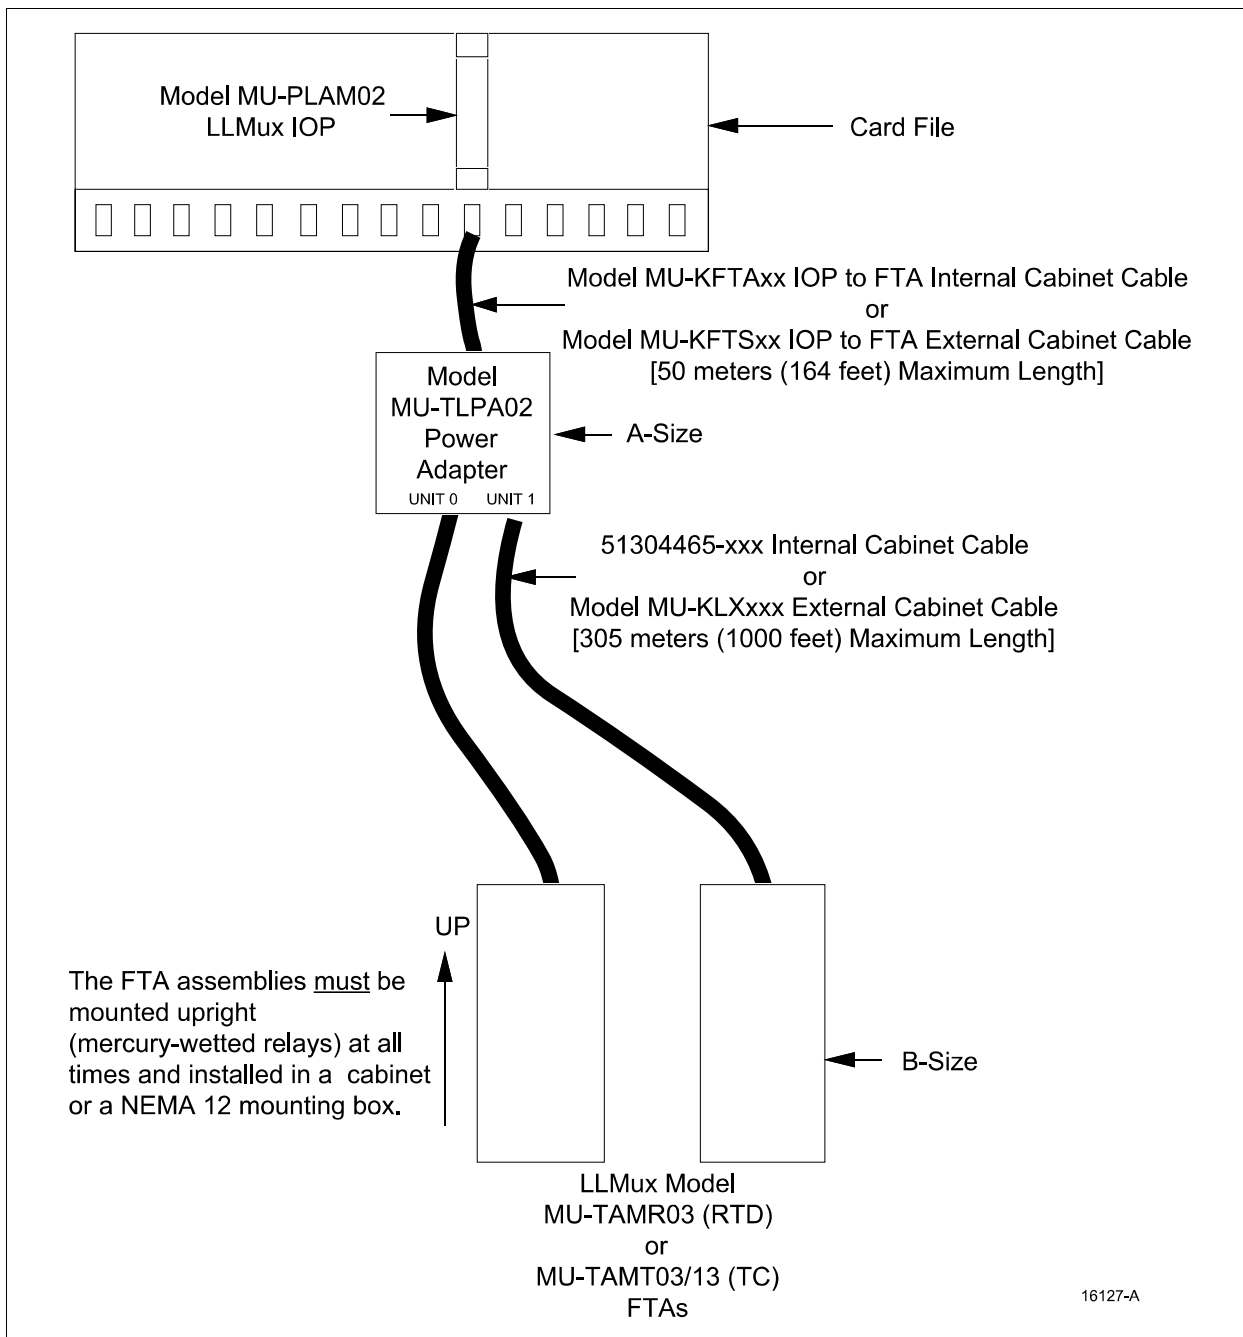 Model MU-PLAM02
LLMux IOP
Card File
Model MU-KFTAxx IOP to FTA Internal Cabinet Cable
or
Model MU-KFTSxx IOP to FTA External Cabinet Cable
[50 meters (164 feet) Maximum Length]
Model
MU-TLPA02
Power
Adapter
UNIT 0 UNIT 1
A-Size
51304465-xxx Internal Cabinet Cable
or
Model MU-KLXxxx External Cabinet Cable
[305 meters (1000 feet) Maximum Length]
UP
The FTA assemblies must be
mounted upright
(mercury-wetted relays) at all
times and installed in a cabinet
or a NEMA 12 mounting box.
B-Size
LLMux Model
MU-TAMR03 (RTD)
or
MU-TAMT03/13 (TC)
FTAs
16127-A